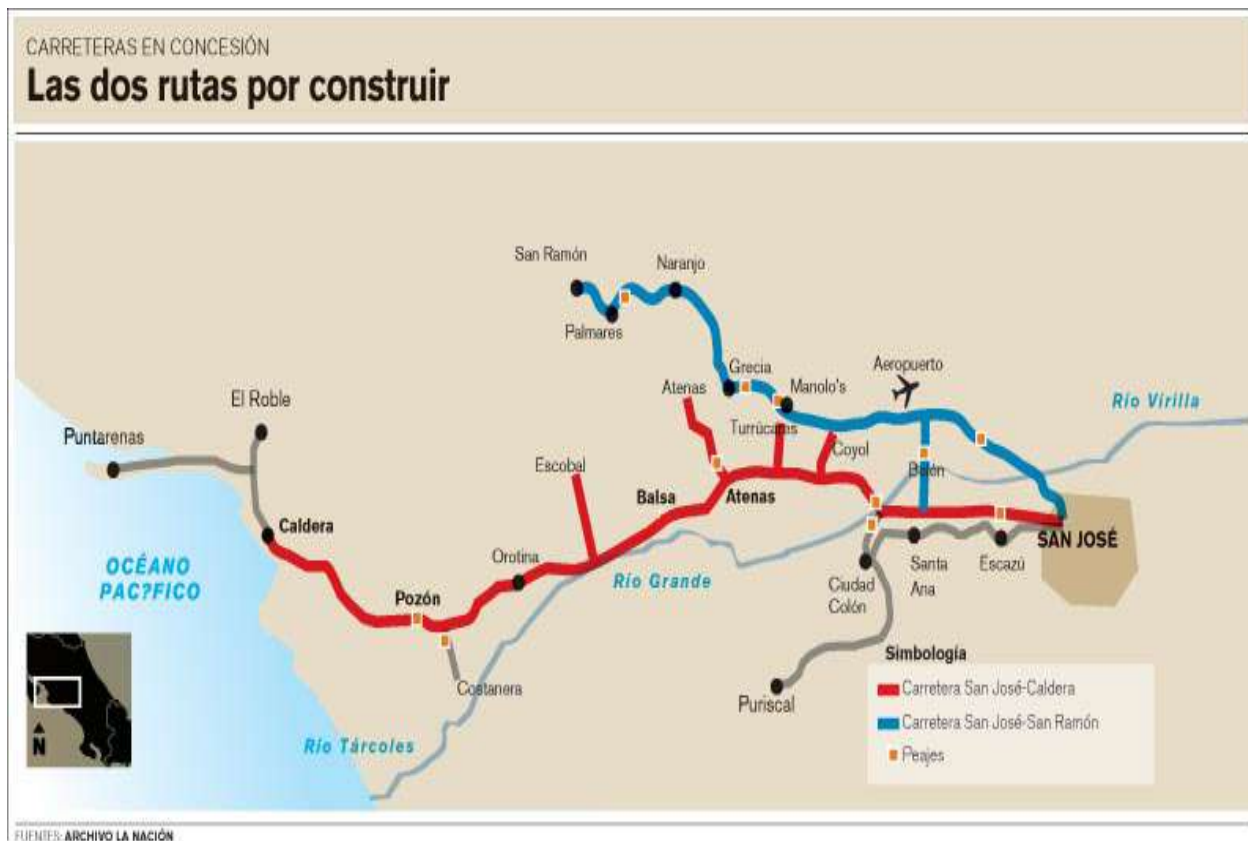 CARRETERAS EN CONCESIÓN
Las dos rutas por construir
San Ramón
Naranjo
Palmares
Grecia
Aeropuerto
Atenas
Manolo's
Río Virilla
El Roble
Turrúcares
Puntarenas
Coyol
Escobal
Belén
Balsa
Atenas
Caldera
SAN JOSÉ
Orotina
OCÉANO
PAC?FICO
Río Grande
Santa
Ana
Escazú
Ciudad
Colón
Pozón
Costanera
Puriscal
Río Tárcoles
N
Simbología
Carretera San José-Caldera
Carretera San José-San Ramón
Peajes
FUENTES: ARCHIVO LA NACIÓN